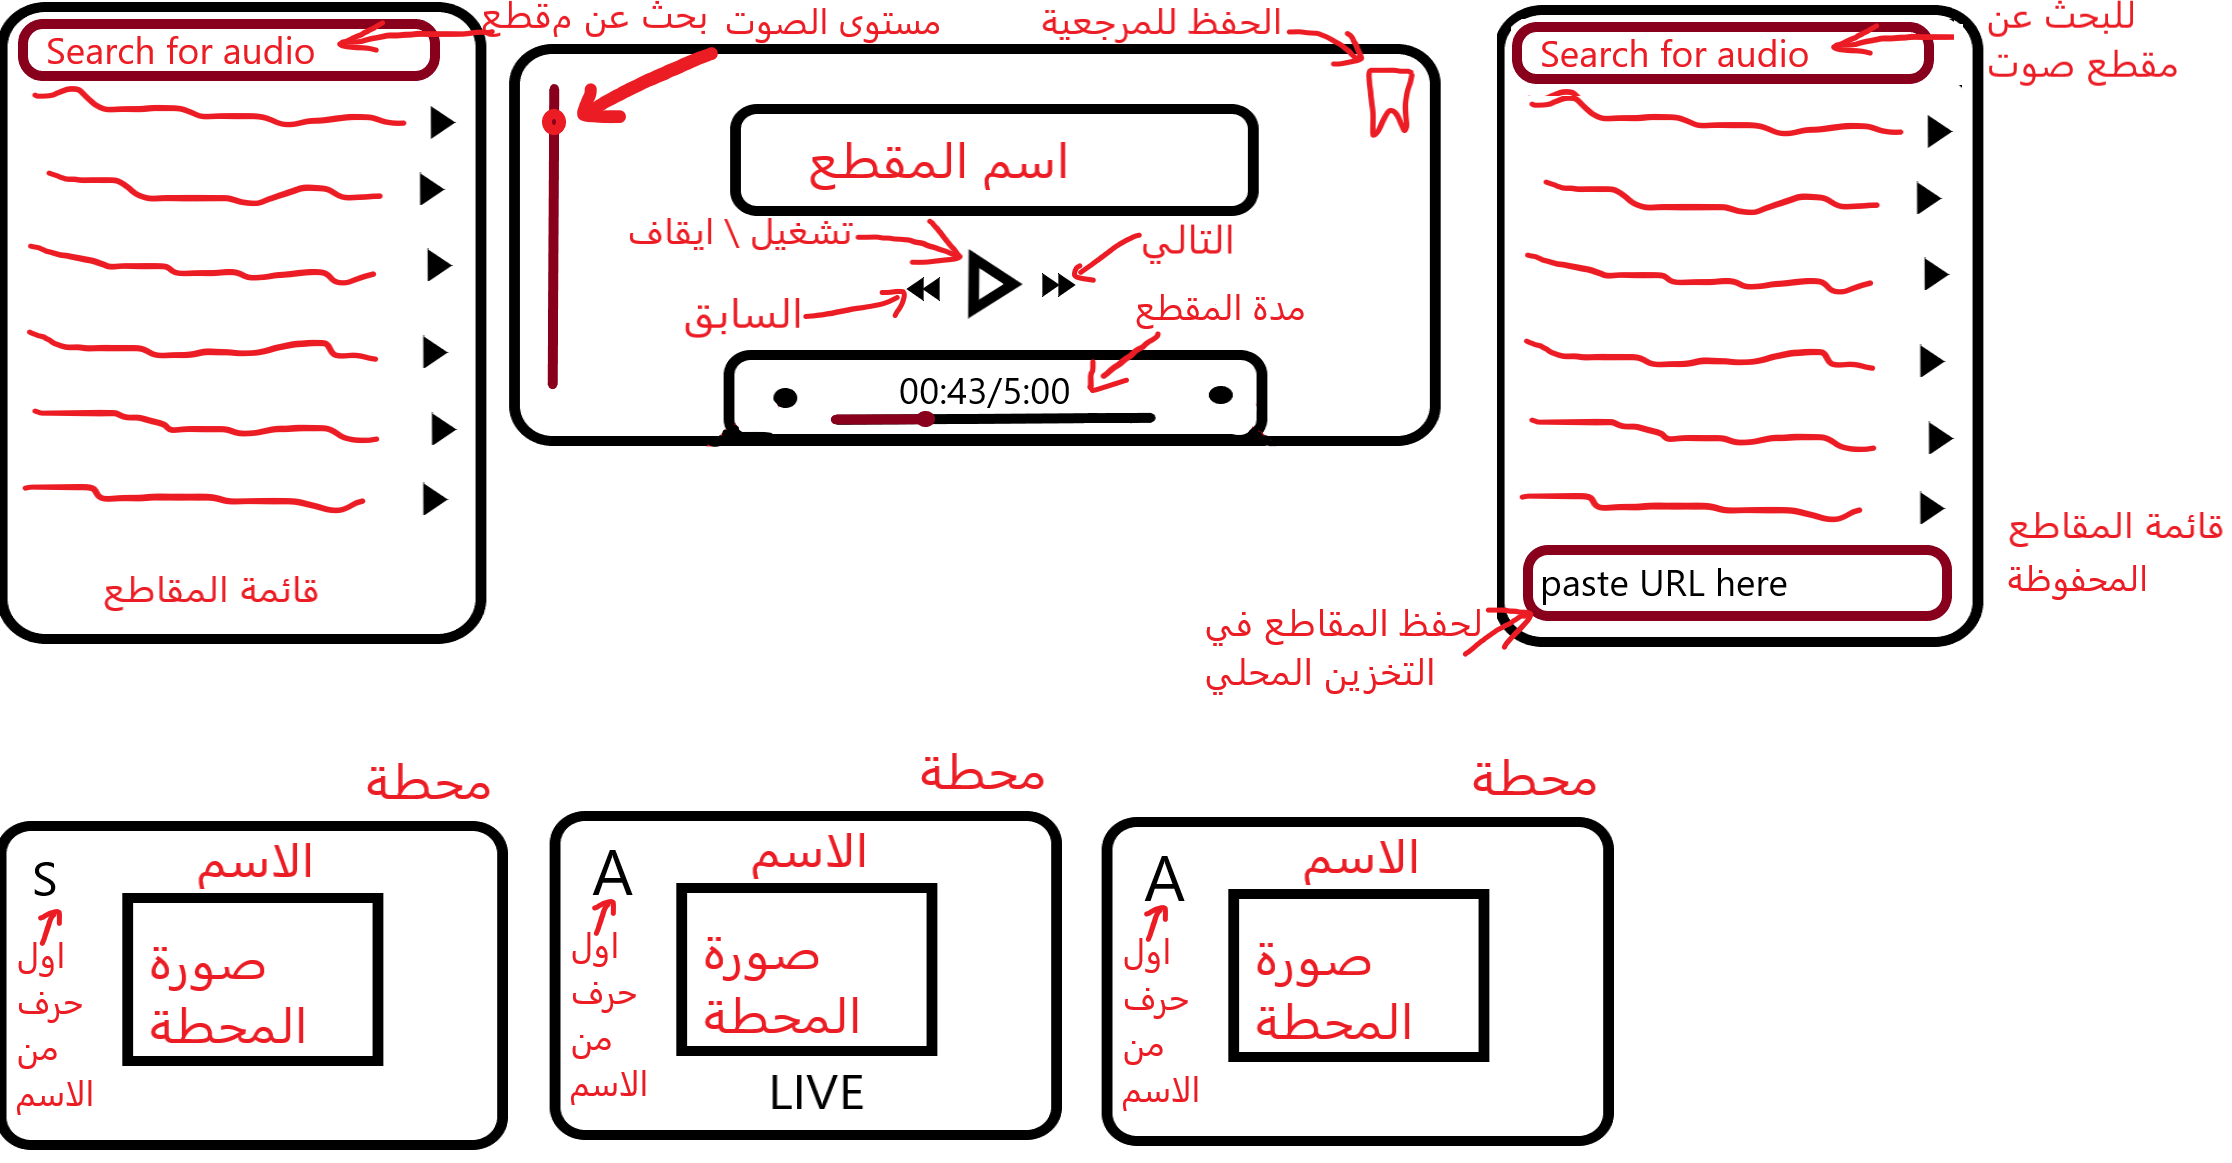 بحث عن مقطع
مستوى الصوت
الحفظ للمرجعية
للبحث عن
مقطع صوت
Search for audio
Search for audio
اسم المقطع
تشغيل \ ايقاف
التالي
السابق
مدة المقطع
00:43/5:00
قائمة المقاطع
قائمة المقاطع
المحفوظة
paste URL here
لحفظ المقاطع في
التخزين المحلي
محطة
الاسم
S
اول
حرف
من
الاسم
صورة
المحطة
محطة
الاسم
A
اول
حرف
من
الاسم
صورة
المحطة
LIVE
محطة
الاسم
A
اول
حرف
من
الاسم
صورة
المحطة